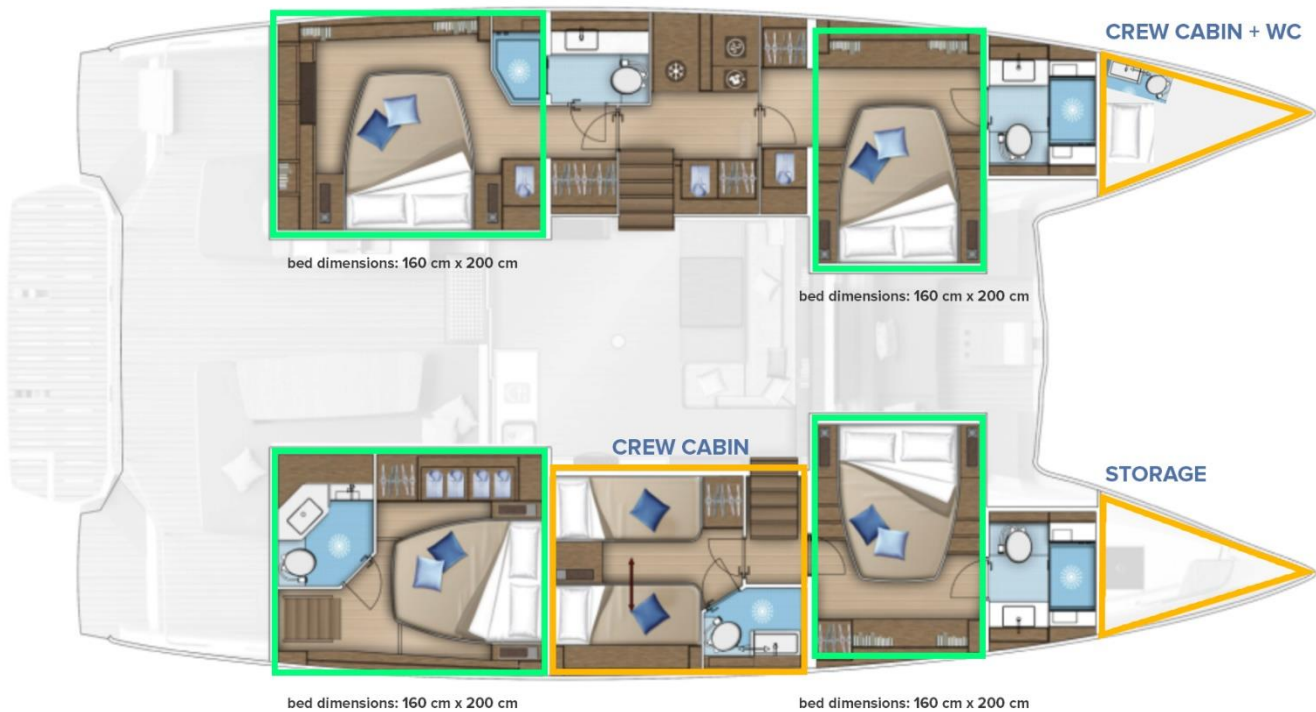 CREW CABIN + WC
bed dimensions: 160 cm x 200 cm
bed dimensions: 160 cm x 200 cm
CREW CABIN
STORAGE
bed dimensions: 160 cm x 200 cm
bed dimensions: 160 cm x 200 cm